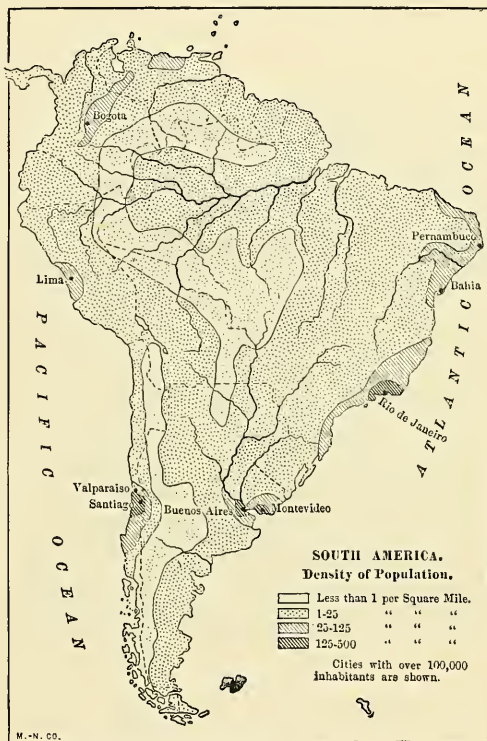 Bogota
ATLANTIC OCEAN
Pernambuco
Bahia
Lima
PACIFIC OCEAN
Rio de Janeiro
Valparaiso
Santiag
Buenos Aires
Montevideo
SOUTH AMERICA.
Density of Population.
Less than 1 per Square Mile.
1-25 “ “ “
25-125 “ “ “
125-500 “ “ “
Cities with over 100,000
inhabitants are shown.
M.-N. CO.